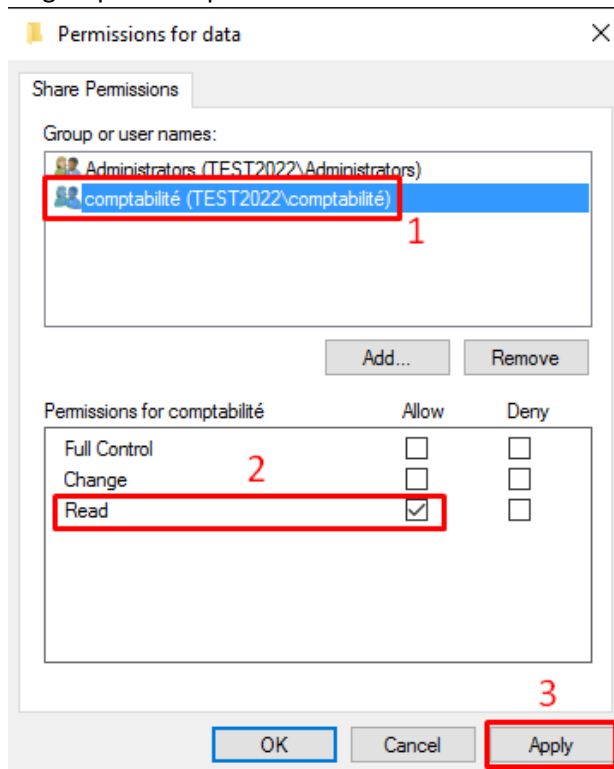 Permissions for data
Share Permissions
Group or user names:
Administrators (TEST2022\Administrators)
comptabilité (TEST2022\comptabilité)
1
Add...
Remove
Permissions for comptabilité
Allow
Deny
Full Control
2
Change
Read
3
OK
Cancel
Apply